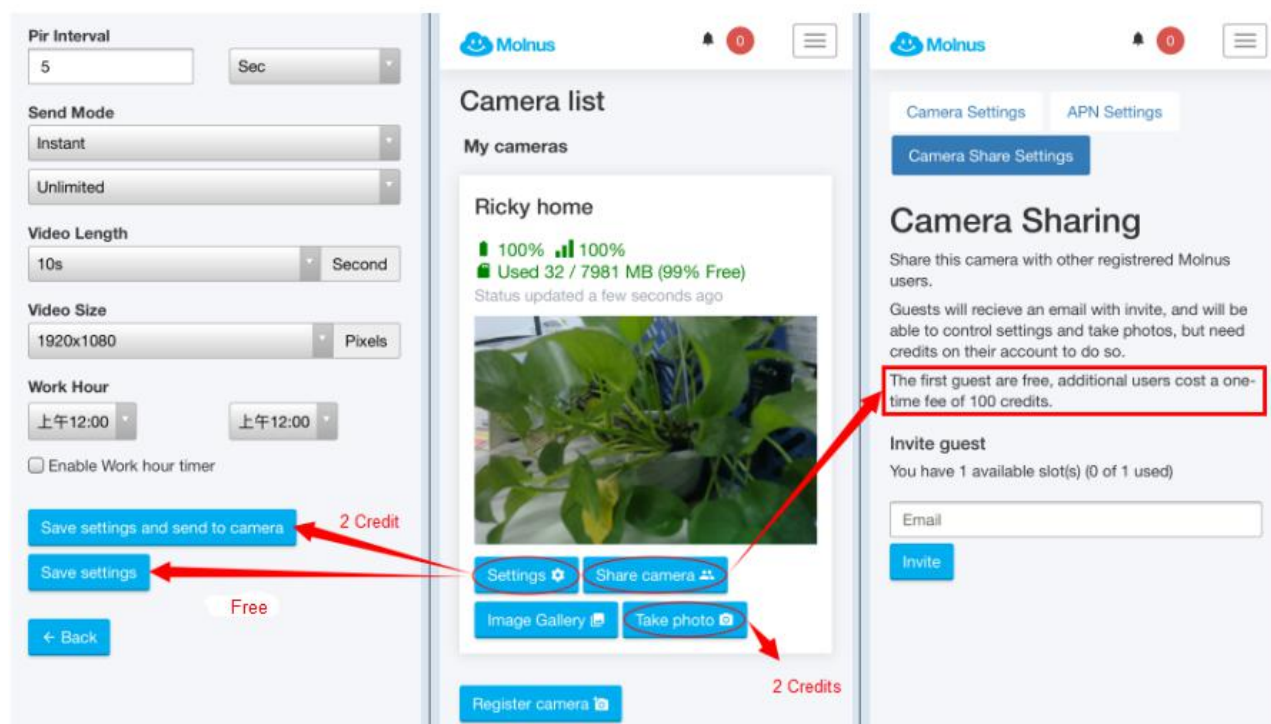 Pir Interval
5
Sec
Send Mode
Instant
Unlimited
Video Length
10s
Second
Video Size
1920x1080
Pixels
Work Hour
上午12:00
上午12:00
Enable Work hour timer
Save settings and send to camera
2 Credit
Save settings
Free
← Back
Molnus
0
Camera list
My cameras
Ricky home
100% 100%
Used 32 / 7981 MB (99% Free)
Status updated a few seconds ago
Settings
Share camera
Image Gallery
Take photo
2 Credits
Register camera
Molnus
0
Camera Settings
APN Settings
Camera Share Settings
Camera Sharing
Share this camera with other registrered Molnus
users.
Guests will recieve an email with invite, and will be
able to control settings and take photos, but need
credits on their account to do so.
The first guest are free, additional users cost a one-
time fee of 100 credits.
Invite guest
You have 1 available slot(s) (0 of 1 used)
Email
Invite